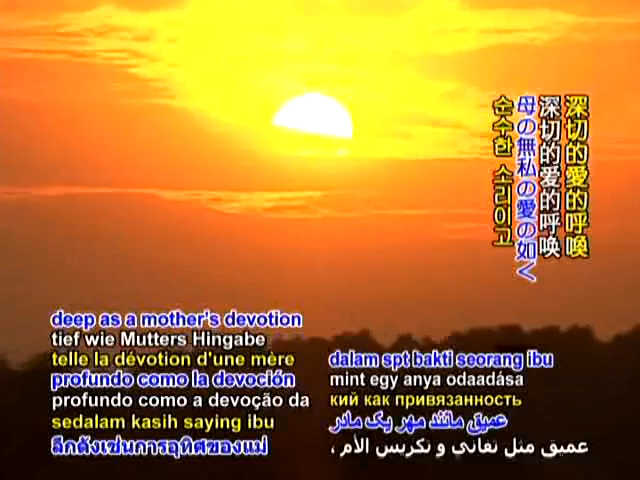 深切的愛的呼喚
深切的爱的呼唤
母の無私の愛の如く
순수한 소리이고
deep as a mother's devotion
tief wie Mutters Hingabe
telle la dévotion d'une mère
profundo como la devoción
profundo como a devoção da
sedalam kasih saying ibu
ลึกดังเช่นการอุทิศของแม่
dalam spt bakti seorang ibu
mint egy anya odaadása
кий как привязанность
عمیق مانند مهر یک مادر
عميق مثل تفاني و تكريس الأم ،